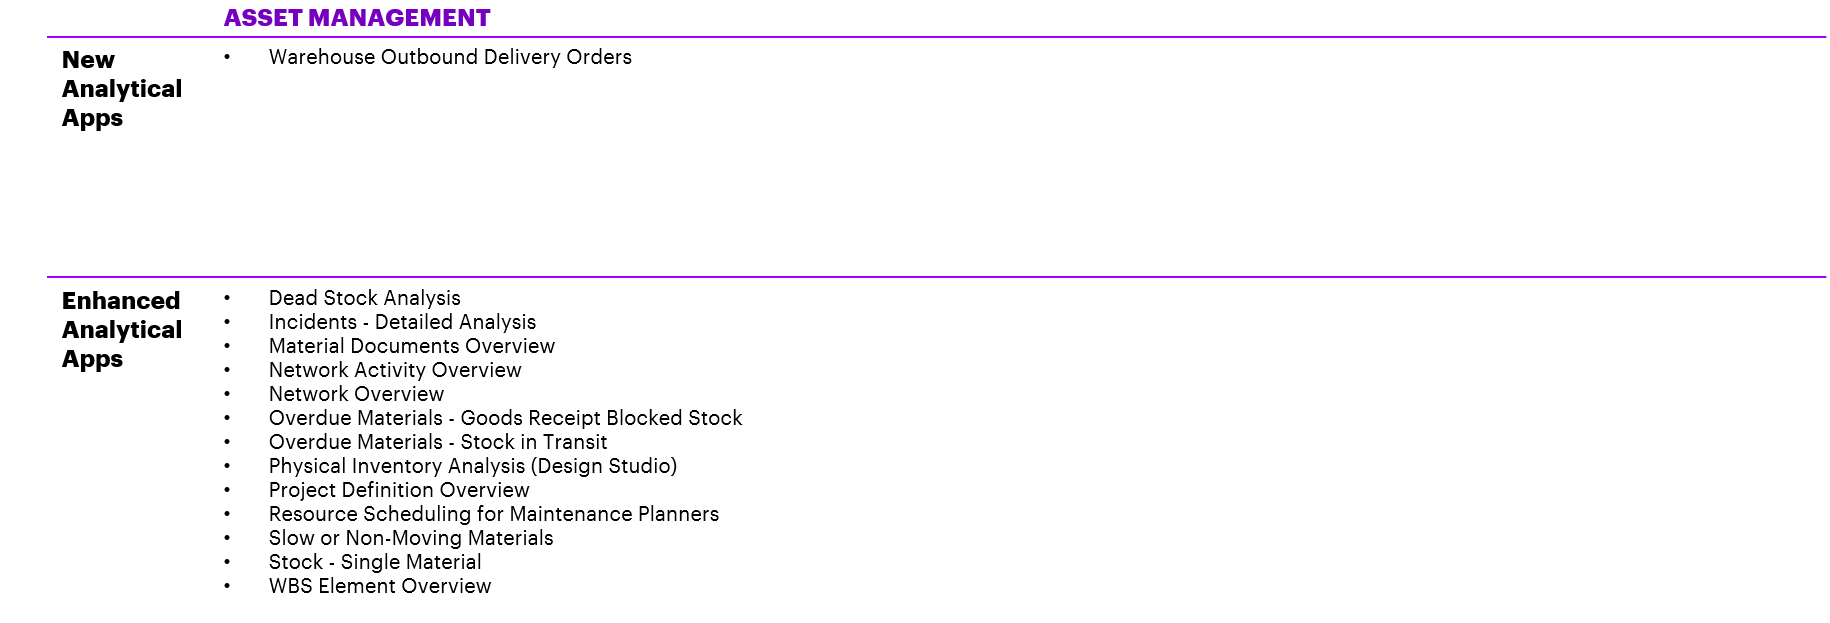 ASSET MANAGEMENT
New
Analytical
Apps
• Warehouse Outbound Delivery Orders
Enhanced
Analytical
Apps
• Dead Stock Analysis
• Incidents - Detailed Analysis
• Material Documents Overview
• Network Activity Overview
• Network Overview
• Overdue Materials - Goods Receipt Blocked Stock
• Overdue Materials - Stock in Transit
• Physical Inventory Analysis (Design Studio)
• Project Definition Overview
• Resource Scheduling for Maintenance Planners
• Slow or Non-Moving Materials
• Stock - Single Material
• WBS Element Overview